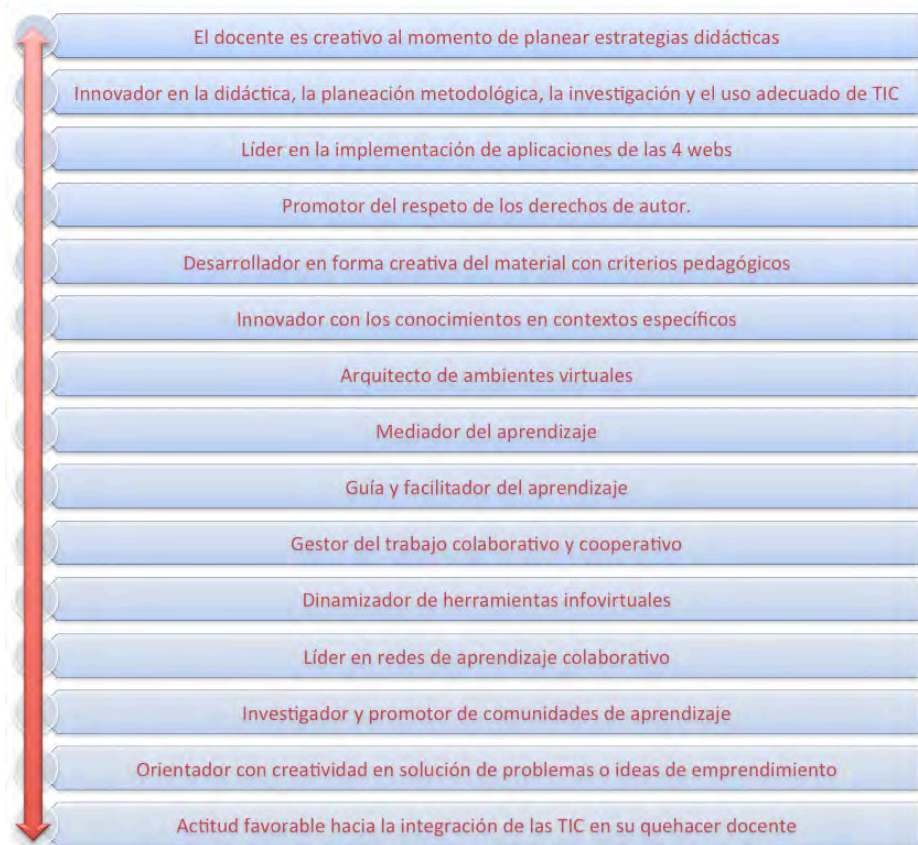 El docente es creativo al momento de planear estrategias didácticas
Innovador en la didáctica, la planeación metodológica, la investigación y el uso adecuado de TIC
Líder en la implementación de aplicaciones de las 4 webs
Promotor del respeto de los derechos de autor.
Desarrollador en forma creativa del material con criterios pedagógicos
Innovador con los conocimientos en contextos específicos
Arquitecto de ambientes virtuales
Mediador del aprendizaje
Guía y facilitador del aprendizaje
Gestor del trabajo colaborativo y cooperativo
Dinamizador de herramientas infovirtuales
Líder en redes de aprendizaje colaborativo
Investigador y promotor de comunidades de aprendizaje
Orientador con creatividad en solución de problemas o ideas de emprendimiento
Actitud favorable hacia la integración de las TIC en su quehacer docente